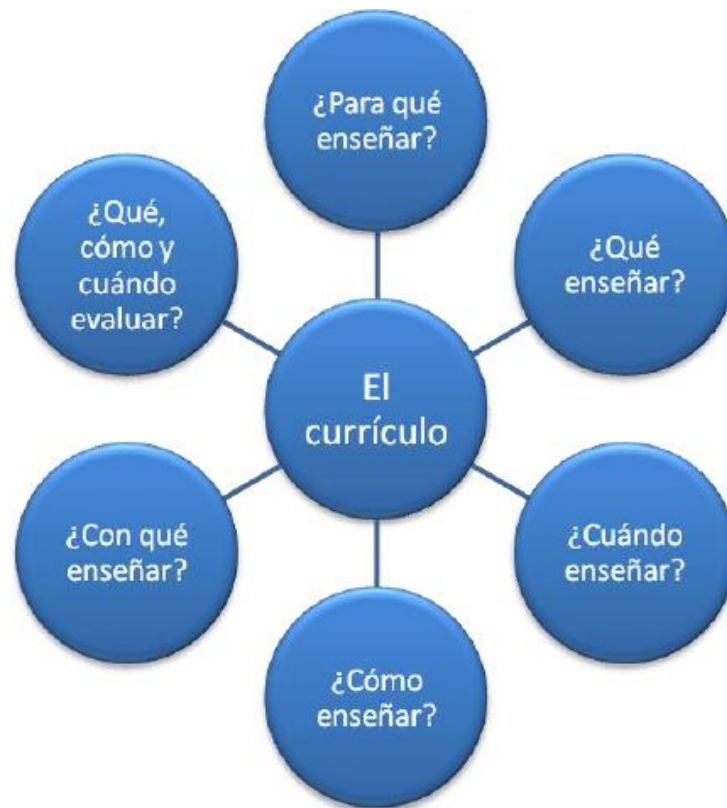 ¿Para qué
enseñar?
¿Qué
enseñar?
¿Cuándo
enseñar?
¿Cómo
enseñar?
¿Con qué
enseñar?
¿Qué,
cómo y
cuándo
evaluar?
El
currículo